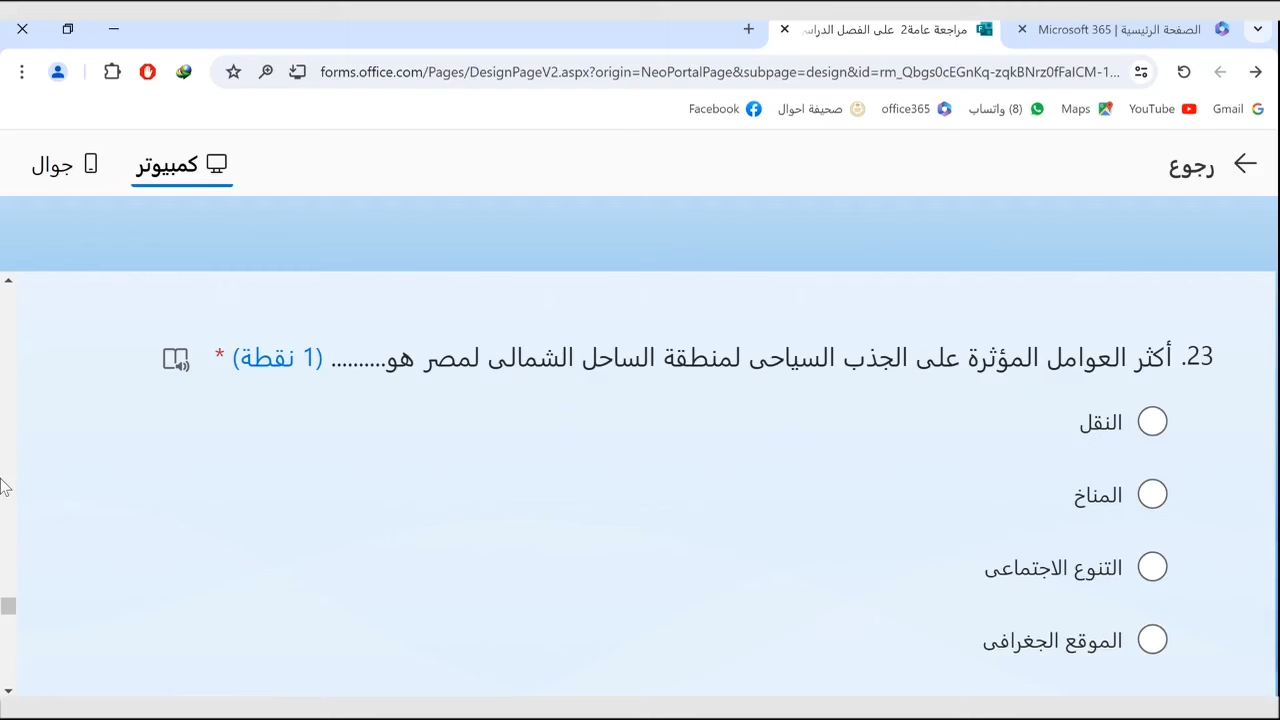 مراجعة عامة2 على الفصل الدراس
الصفحة الرئيسية | Microsoft 365
forms.office.com/Pages/DesignPageV2.aspx?origin=NeoPortalPage&subpage=design&id=rm_Qbgs0cEGnKq-zqkBNrz0fFaICM-1...
Gmail
YouTube
Maps
(8) واتساب
office365
صحيفة احوال
Facebook
رجوع
كمبيوتر
جوال
23. أكثر العوامل المؤثرة على الجذب السياحى لمنطقة الساحل الشمالى لمصر هو.......... (1 نقطة) *
النقل
المناخ
التنوع الاجتماعى
الموقع الجغرافى